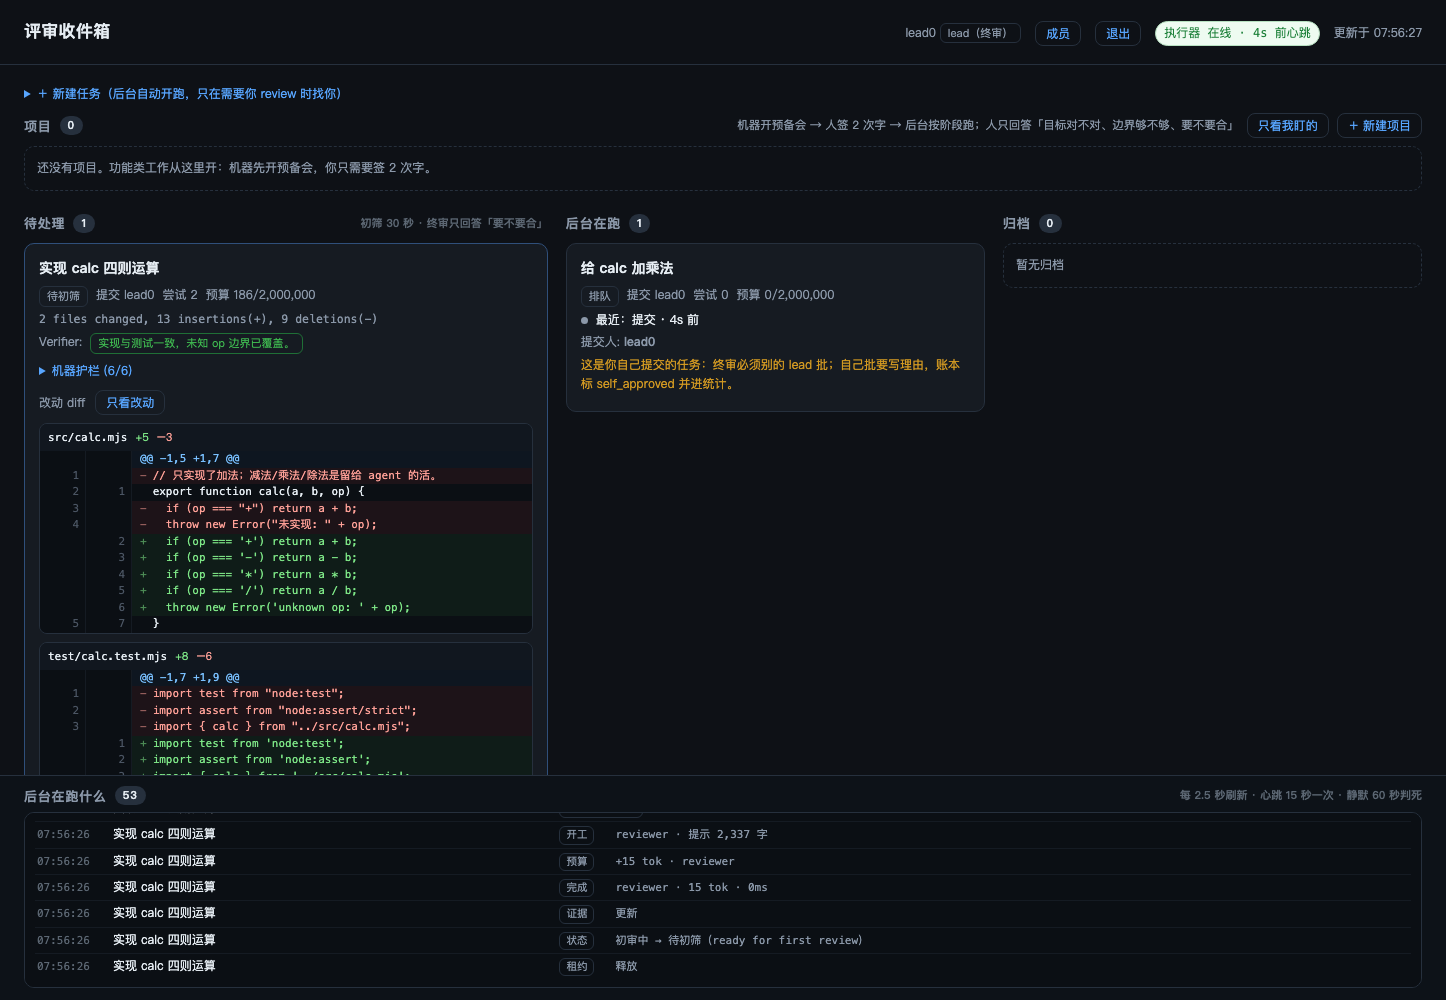 评审收件箱
lead0 lead（终审） 成员 退出 执行器 在线 · 4s 前心跳 更新于 07:56:27
▶ ＋ 新建任务（后台自动开跑，只在需要你 review 时找你）
项目 0 机器开预备会 → 人签 2 次字 → 后台按阶段跑；人只回答「目标对不对、边界够不够、要不要合」 只看我盯的 ＋ 新建项目
还没有项目。功能类工作从这里开：机器先开预备会，你只需要签 2 次字。
待处理 1 初筛 30 秒 · 终审只回答「要不要合」
实现 calc 四则运算
待初筛 提交 lead0 尝试 2 预算 186/2,000,000
2 files changed, 13 insertions(+), 9 deletions(-)
Verifier: 实现与测试一致，未知 op 边界已覆盖。
▶ 机器护栏 (6/6)
改动 diff 只看改动
src/calc.mjs +5 −3
@@ -1,5 +1,7 @@
1 - // 只实现了加法；减法/乘法/除法是留给 agent 的活。
2 1 export function calc(a, b, op) {
3 - if (op === "+") return a + b;
4 - throw new Error("未实现: " + op);
2 + if (op === '+') return a + b;
3 + if (op === '-') return a - b;
4 + if (op === '*') return a * b;
5 + if (op === '/') return a / b;
6 + throw new Error('unknown op: ' + op);
5 7 }
test/calc.test.mjs +8 −6
@@ -1,7 +1,9 @@
1 - import test from "node:test";
2 - import assert from "node:assert/strict";
3 - import { calc } from "../src/calc.mjs";
1 + import test from 'node:test';
2 + import assert from 'node:assert';
后台在跑 1
给 calc 加乘法
排队 提交 lead0 尝试 0 预算 0/2,000,000
最近：提交 · 4s 前
提交人: lead0
这是你自己提交的任务：终审必须别的 lead 批；自己批要写理由，账本
标 self_approved 并进统计。
归档 0
暂无归档
后台在跑什么 53 每 2.5 秒刷新 · 心跳 15 秒一次 · 静默 60 秒判死
07:56:26 实现 calc 四则运算 开工 reviewer · 提示 2,337 字
07:56:26 实现 calc 四则运算 预算 +15 tok · reviewer
07:56:26 实现 calc 四则运算 完成 reviewer · 15 tok · 0ms
07:56:26 实现 calc 四则运算 证据 更新
07:56:26 实现 calc 四则运算 状态 初审中 → 待初筛 (ready for first review)
07:56:26 实现 calc 四则运算 租约 释放